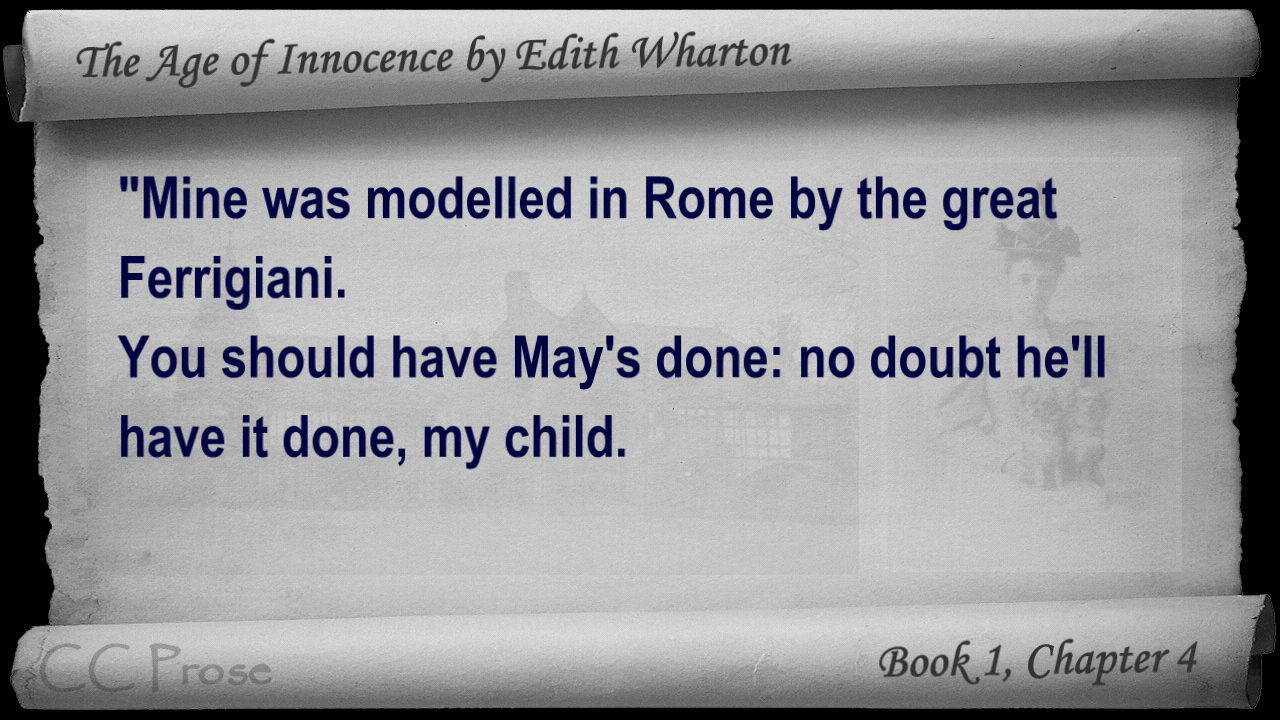 The Age of Innocence by Edith Wharton
"Mine was modelled in Rome by the great
Ferrigiani.
You should have May's done: no doubt he'll
have it done, my child.
CC Prose
Book 1, Chapter 4